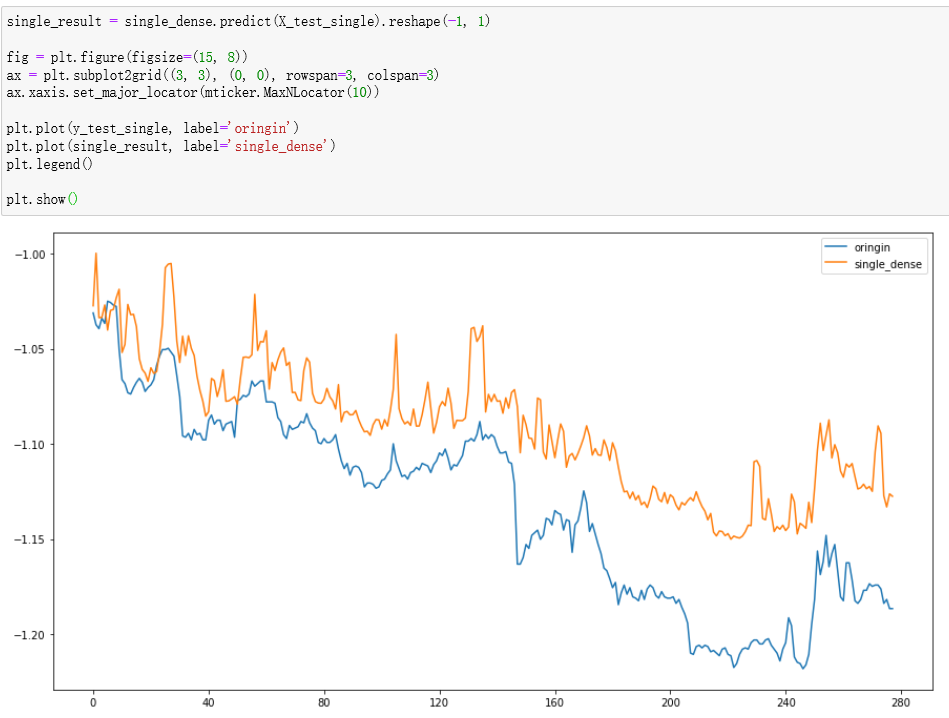 single_result = single_dense.predict(X_test_single).reshape(-1, 1)
fig = plt.figure(figsize=(15, 8))
ax = plt.subplot2grid((3, 3), (0, 0), rowspan=3, colspan=3)
ax.xaxis.set_major_locator(mticker.MaxNLocator(10))
plt.plot(y_test_single, label='oringin')
plt.plot(single_result, label='single_dense')
plt.legend()
plt.show()
oringin
single_dense
−1.00
−1.05
−1.10
−1.15
−1.20
0 40 80 120 160 200 240 280